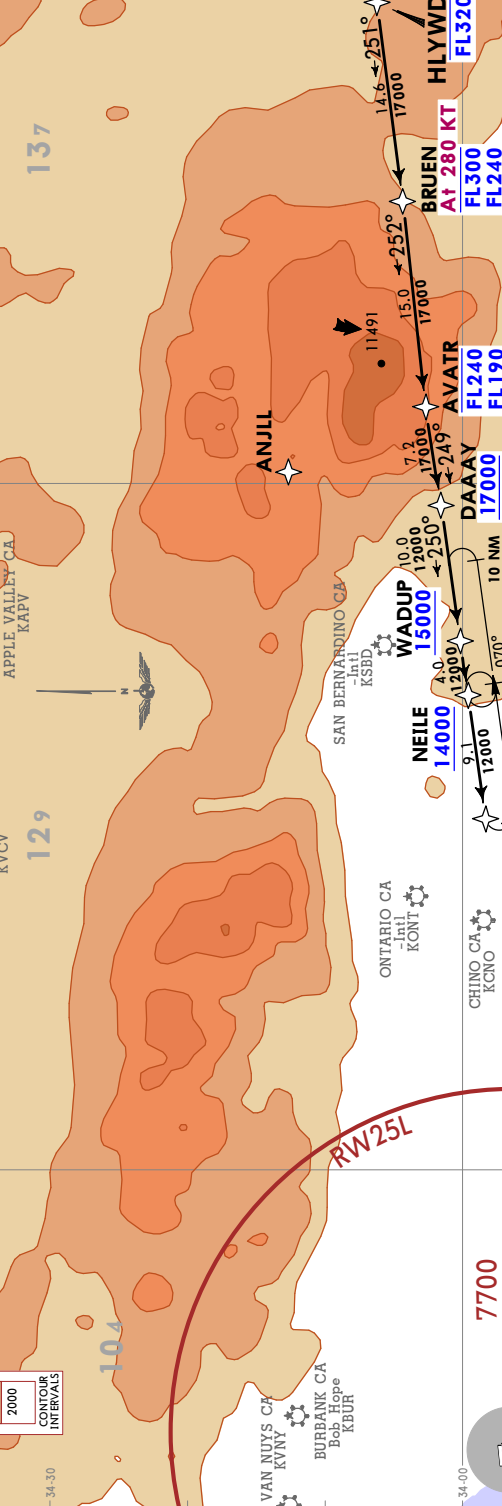 HLYWD
FL320
←251°
14.6
17000
13⁷
BRUEN
At 280 KT
FL300
FL240
←252°
15.0
17000
11491
AVATR
FL240
FL190
7.2
17000
←249°
ANJLL
DAAAY
17000
10.0
12000
←250°
10 NM
APPLE VALLEY CA
KAPV
WADUP
15000
SAN BERNARDINO CA
-Intl
KSBD
4.0
12000
070°
N
NEILE
14000
9.1
12000
KVCV
12⁹
ONTARIO CA
-Intl
KONT
CHINO CA
KCNO
RW25L
7700
10⁴
2000
CONTOUR
INTERVALS
BURBANK CA
Bob Hope
KBUR
VAN NUYS CA
KVNY
34-30
34-00